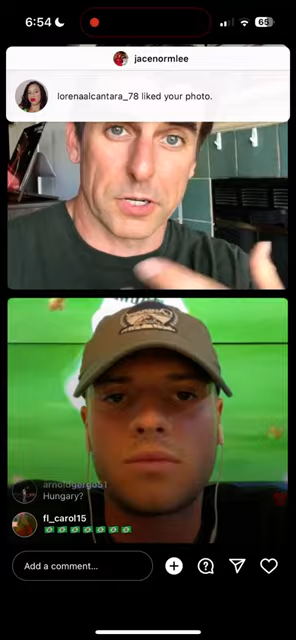 6:54
65
jacenormlee
lorenaalcantara_78 liked your photo.
arnoldgergo51
Hungary?
fl_carol15
Add a comment...